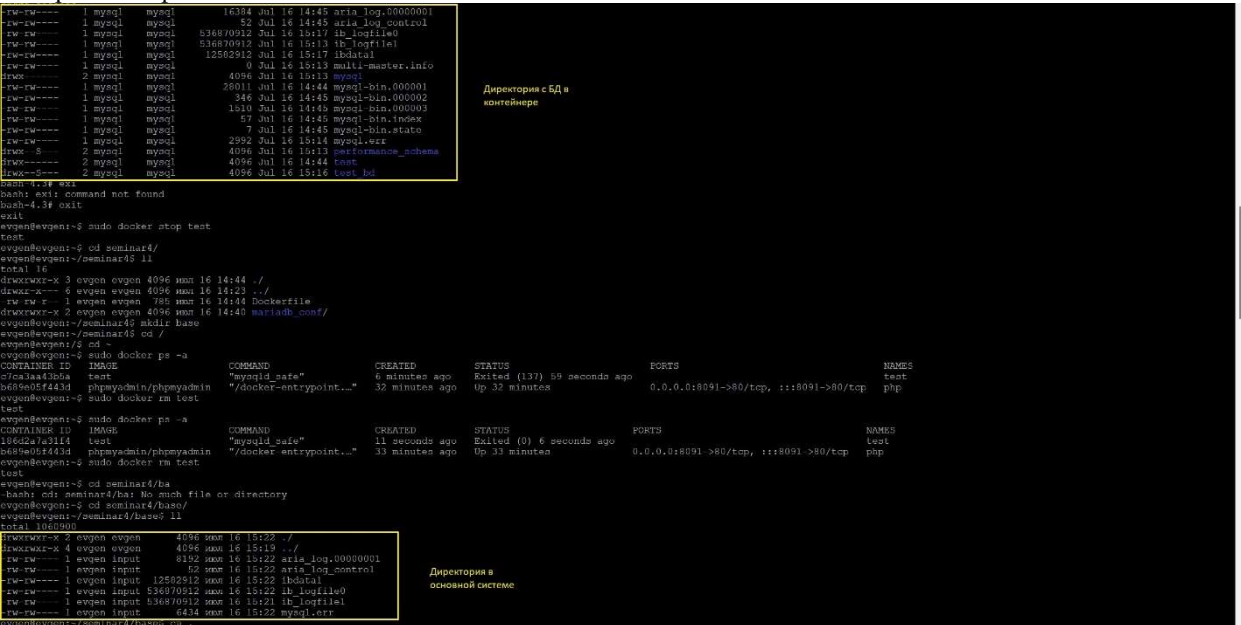 -rw-rw---- 1 mysql mysql 16384 Jul 16 14:45 aria_log.00000001
-rw-rw---- 1 mysql mysql 52 Jul 16 14:45 aria_log_control
-rw-rw---- 1 mysql mysql 536870912 Jul 16 15:17 ib_logfile0
-rw-rw---- 1 mysql mysql 536870912 Jul 16 15:13 ib_logfile1
-rw-rw---- 1 mysql mysql 12582912 Jul 16 15:17 ibdata1
-rw-rw---- 1 mysql mysql 0 Jul 16 15:13 multi-master.info
drwx------ 2 mysql mysql 4096 Jul 16 15:13 mysql
-rw-rw---- 1 mysql mysql 28011 Jul 16 14:44 mysql-bin.000001
-rw-rw---- 1 mysql mysql 346 Jul 16 14:45 mysql-bin.000002
-rw-rw---- 1 mysql mysql 1510 Jul 16 14:45 mysql-bin.000003
-rw-rw---- 1 mysql mysql 57 Jul 16 14:45 mysql-bin.index
-rw-rw---- 1 mysql mysql 7 Jul 16 14:45 mysql-bin.state
-rw-rw---- 1 mysql mysql 2992 Jul 16 15:14 mysql.err
drwx--S--- 2 mysql mysql 4096 Jul 16 15:13 performance_schema
drwx------ 2 mysql mysql 4096 Jul 16 14:44 test
drwx--S--- 2 mysql mysql 4096 Jul 16 15:16 test_bd
Директория с БД в
контейнере
bash-4.3# exi
bash: exi: command not found
bash-4.3# exit
exit
evgen@evgen:~$ sudo docker stop test
test
evgen@evgen:~$ cd seminar4/
evgen@evgen:~/seminar4$ ll
total 16
drwxrwxr-x 3 evgen evgen 4096 июл 16 14:44 ./
drwxr-x--- 6 evgen evgen 4096 июл 16 14:23 ../
-rw-rw-r-- 1 evgen evgen 785 июл 16 14:44 Dockerfile
drwxrwxr-x 2 evgen evgen 4096 июл 16 14:40 mariadb_conf/
evgen@evgen:~/seminar4$ mkdir base
evgen@evgen:~/seminar4$ cd /
evgen@evgen:/$ cd ~
evgen@evgen:~$ sudo docker ps -a
CONTAINER ID IMAGE COMMAND CREATED STATUS PORTS NAMES
c7ca3aa43b5a test "mysqld_safe" 6 minutes ago Exited (137) 59 seconds ago test
b689e05f443d phpmyadmin/phpmyadmin "/docker-entrypoint.…" 32 minutes ago Up 32 minutes 0.0.0.0:8091->80/tcp, :::8091->80/tcp php
evgen@evgen:~$ sudo docker rm test
test
evgen@evgen:~$ sudo docker ps -a
CONTAINER ID IMAGE COMMAND CREATED STATUS PORTS NAMES
186d2a7a31f4 test "mysqld_safe" 11 seconds ago Exited (0) 6 seconds ago test
b689e05f443d phpmyadmin/phpmyadmin "/docker-entrypoint.…" 33 minutes ago Up 33 minutes 0.0.0.0:8091->80/tcp, :::8091->80/tcp php
evgen@evgen:~$ sudo docker rm test
test
evgen@evgen:~$ cd seminar4/ba
-bash: cd: seminar4/ba: No such file or directory
evgen@evgen:~$ cd seminar4/base/
evgen@evgen:~/seminar4/base$ ll
total 1060900
drwxrwxr-x 2 evgen evgen 4096 июл 16 15:22 ./
drwxrwxr-x 4 evgen evgen 4096 июл 16 15:19 ../
-rw-rw---- 1 evgen input 8192 июл 16 15:22 aria_log.00000001
-rw-rw---- 1 evgen input 52 июл 16 15:22 aria_log_control
-rw-rw---- 1 evgen input 12582912 июл 16 15:22 ibdata1
-rw-rw---- 1 evgen input 536870912 июл 16 15:22 ib_logfile0
-rw-rw---- 1 evgen input 536870912 июл 16 15:21 ib_logfile1
-rw-rw---- 1 evgen input 6434 июл 16 15:22 mysql.err
Директория в
основной системе
evgen@evgen:~/seminar4/base$